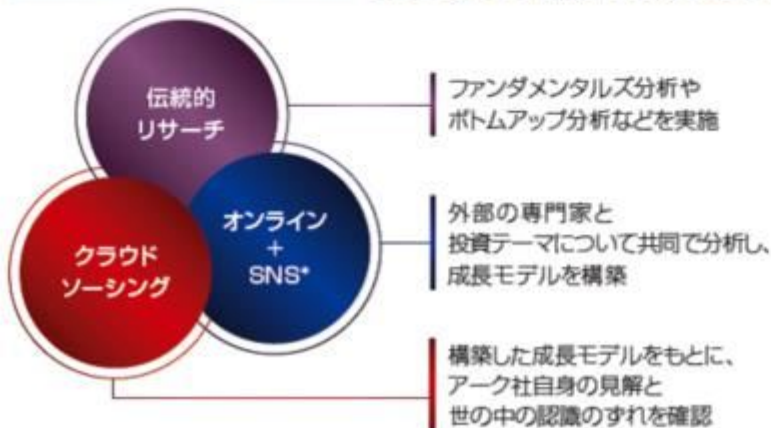 伝統的
リサーチ
ファンダメンタルズ分析や
ボトムアップ分析などを実施
オンライン
+
SNS*
外部の専門家と
投資テーマについて共同で分析し、
成長モデルを構築
クラウド
ソーシング
構築した成長モデルをもとに、
アーク社自身の見解と
世の中の認識のずれを確認